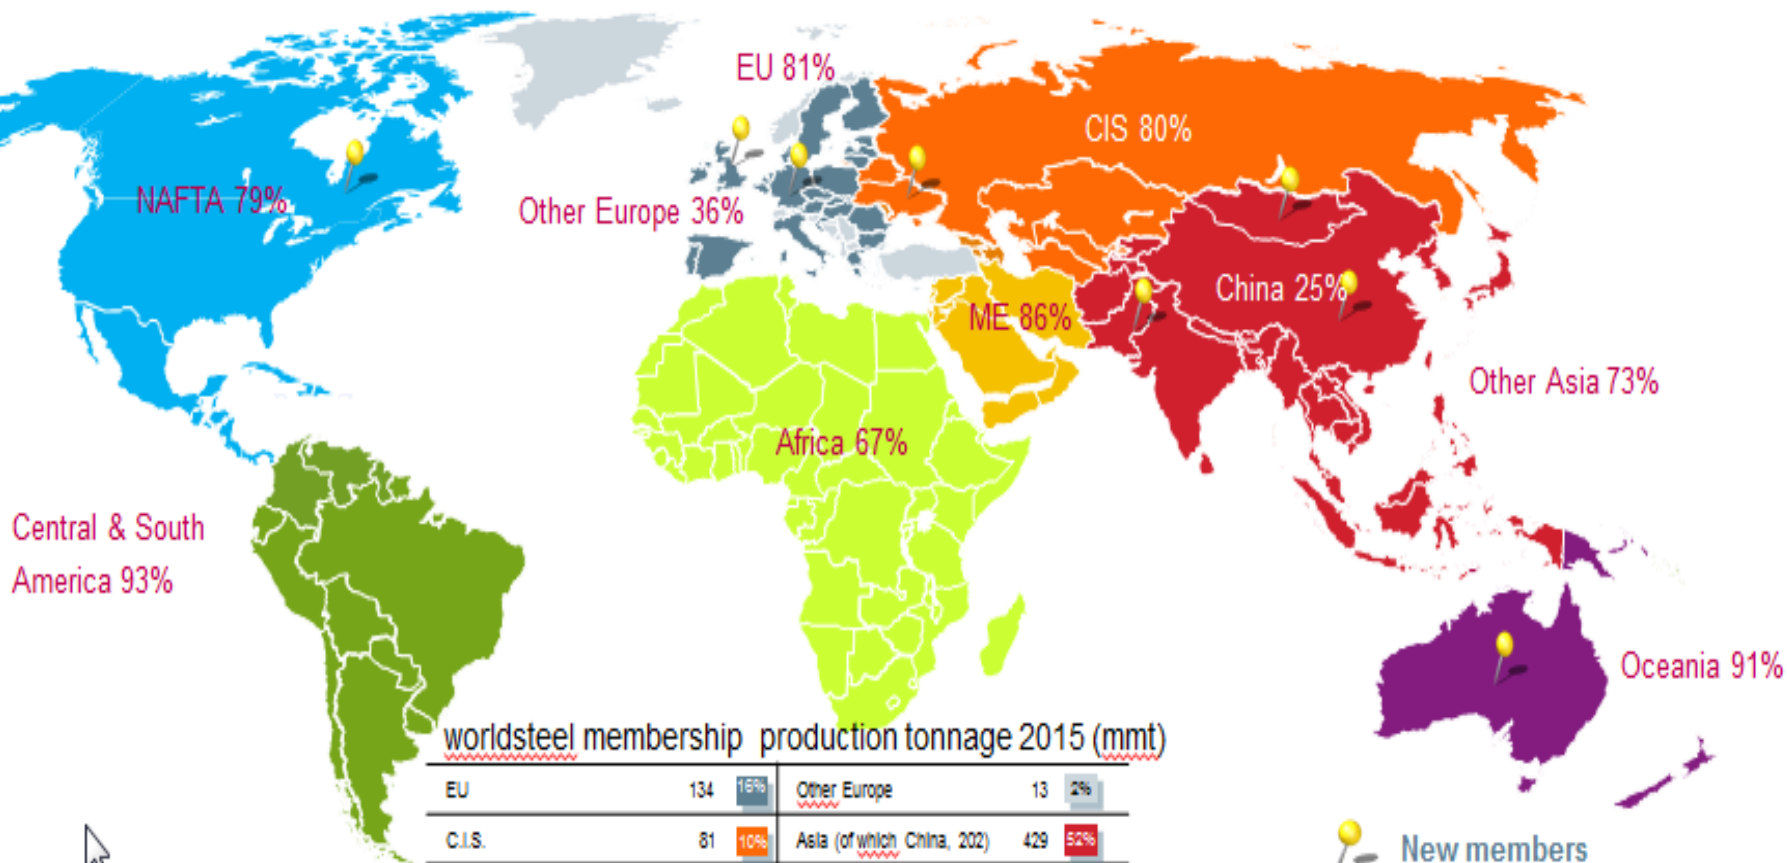 EU 81%
CIS 80%
NAFTA 79%
Other Europe 36%
China 25%
ME 86%
Other Asia 73%
Africa 67%
Central & South
America 93%
Oceania 91%
worldsteel membership production tonnage 2015 (mmt)
EU 134 16% Other Europe 13 2%
C.I.S. 81 10% Asia (of which China, 202) 429 52%
New members